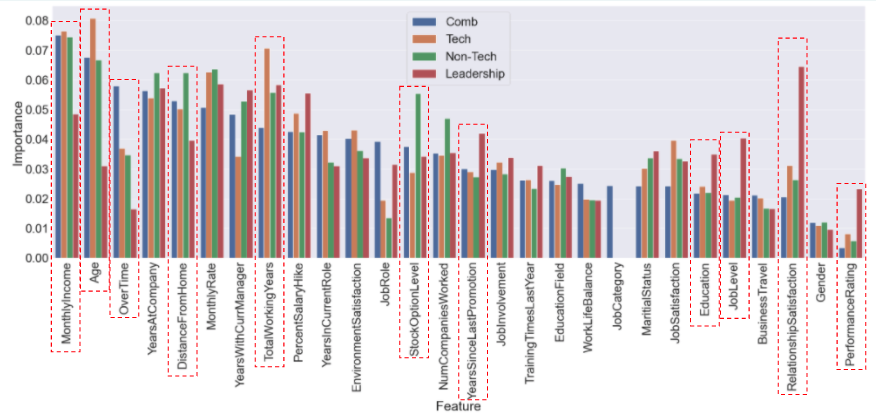 0.08
0.07
0.06
0.05
0.04
0.03
0.02
0.01
0.00
Importance
Comb
Tech
Non-Tech
Leadership
MonthlyIncome
Age
OverTime
YearsAtCompany
DistanceFromHome
MonthlyRate
YearsWithCurrManager
TotalWorkingYears
PercentSalaryHike
YearsInCurrentRole
EnvironmentSatisfaction
JobRole
StockOptionLevel
NumCompaniesWorked
YearsSinceLastPromotion
JobInvolvement
TrainingTimesLastYear
EducationField
WorkLifeBalance
JobCategory
MaritialStatus
JobSatisfaction
Education
JobLevel
BusinessTravel
RelationshipSatisfaction
Gender
PerformanceRating
Feature